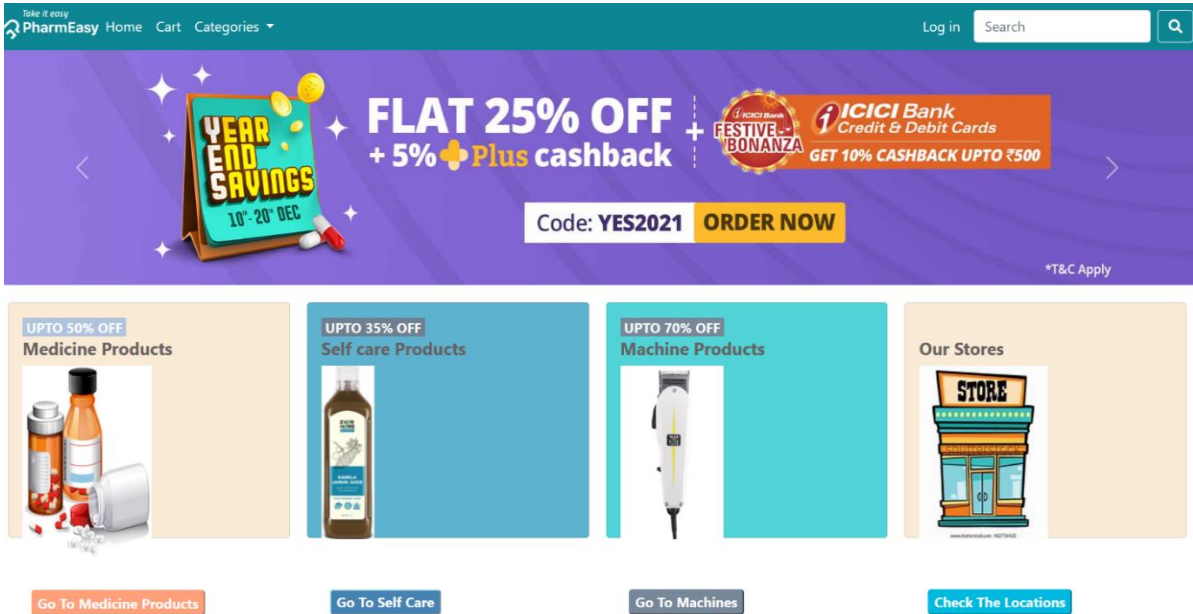 Take it easy
PharmEasy Home Cart Categories Log in Search
YEAR
END
SAVINGS
10th-20th DEC
FLAT 25% OFF
+ 5% Plus cashback
+
ICICI Bank
FESTIVE
BONANZA
ICICI Bank
Credit & Debit Cards
GET 10% CASHBACK UPTO ₹500
Code: YES2021 ORDER NOW
*T&C Apply
UPTO 50% OFF
Medicine Products
UPTO 35% OFF
Self care Products
UPTO 70% OFF
Machine Products
Our Stores
STORE
KARELA
JAMUN JUICE
Go To Medicine Products
Go To Self Care
Go To Machines
Check The Locations